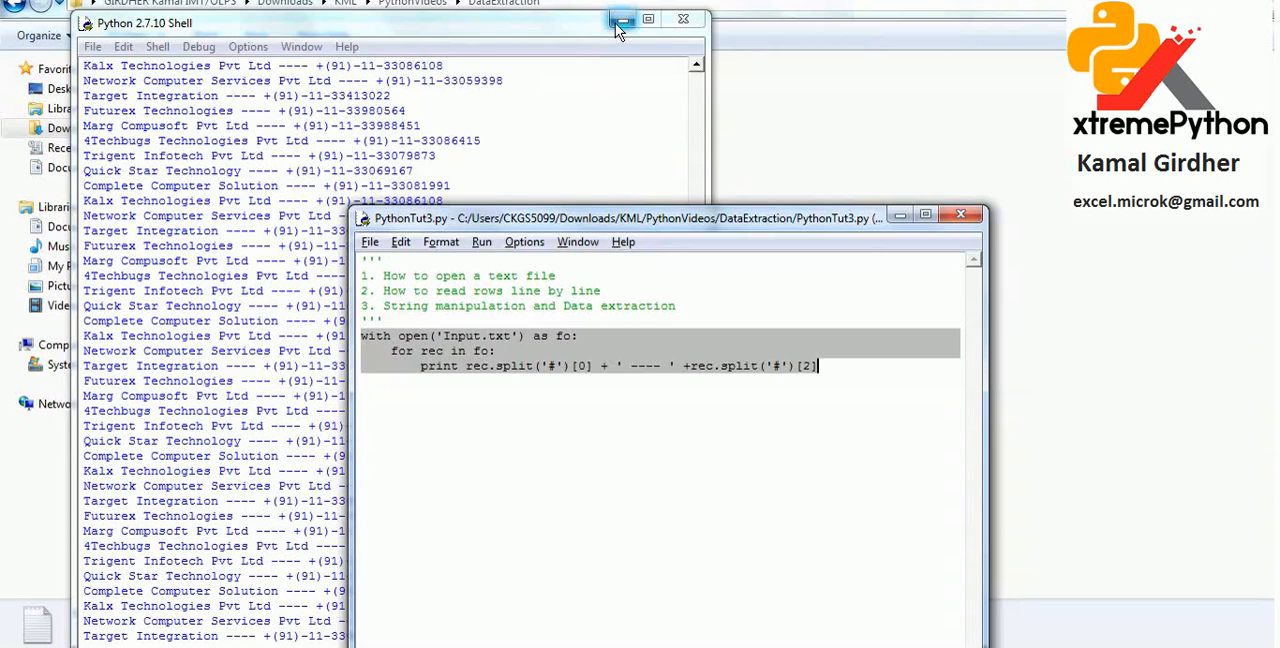 GIRDHER Kamal IMT/OLPS
Downloads
KML
PythonVideos
DataExtraction
Python 2.7.10 Shell
Organize
File Edit Shell Debug Options Window Help
Favorit
Desk
Libra
Dow
Rece
Docu
Librari
Docu
Mus
My P
Pictu
Vide
Comp
Syste
Netwo
Kalx Technologies Pvt Ltd ---- +(91)-11-33086108
Network Computer Services Pvt Ltd ---- +(91)-11-33059398
Target Integration ---- +(91)-11-33413022
Futurex Technologies ---- +(91)-11-33980564
Marg Compusoft Pvt Ltd ---- +(91)-11-33988451
4Techbugs Technologies Pvt Ltd ---- +(91)-11-33086415
Trigent Infotech Pvt Ltd ---- +(91)-11-33079873
Quick Star Technology ---- +(91)-11-33069167
Complete Computer Solution ---- +(91)-11-33081991
Kalx Technologies Pvt Ltd ---- +(91)-11-33086108
Network Computer Services
Target Integration ----
Futurex Technologies ----
Marg Compusoft Pvt Ltd ---- +(91)-1
4Techbugs Technologies Pvt Ltd ----
Trigent Infotech Pvt Ltd ---- +(91)
Quick Star Technology ---- +(91)-11
Complete Computer Solution ---- +(9
Kalx Technologies Pvt Ltd ---- +(91
Network Computer Services Pvt Ltd
Target Integration ---- +(91)-11-33
Futurex Technologies ---- +(91)-11-
Marg Compusoft Pvt Ltd ---- +(91)-1
4Techbugs Technologies Pvt Ltd ----
Trigent Infotech Pvt Ltd ---- +(91)
Quick Star Technology ---- +(91)-11
Complete Computer Solution ---- +(9
Kalx Technologies Pvt Ltd ---- +(91
Network Computer Services Pvt Ltd
Target Integration ---- +(91)-11-33
Futurex Technologies ---- +(91)-11-
Marg Compusoft Pvt Ltd ---- +(91)-1
4Techbugs Technologies Pvt Ltd ----
Trigent Infotech Pvt Ltd ---- +(91)
Quick Star Technology ---- +(91)-11
Complete Computer Solution ---- +(9
Kalx Technologies Pvt Ltd ---- +(91
Network Computer Services Pvt Ltd
Target Integration ---- +(91)-11-33
PythonTut3.py - C:/Users/CKGS5099/Downloads/KML/PythonVideos/DataExtraction/PythonTut3.py (...
File Edit Format Run Options Window Help
'''
1. How to open a text file
2. How to read rows line by line
3. String manipulation and Data extraction
'''
with open('Input.txt') as fo:
for rec in fo:
print rec.split('#')[0] + ' ---- ' +rec.split('#')[2]
xtremePython
Kamal Girdher
excel.microk@gmail.com